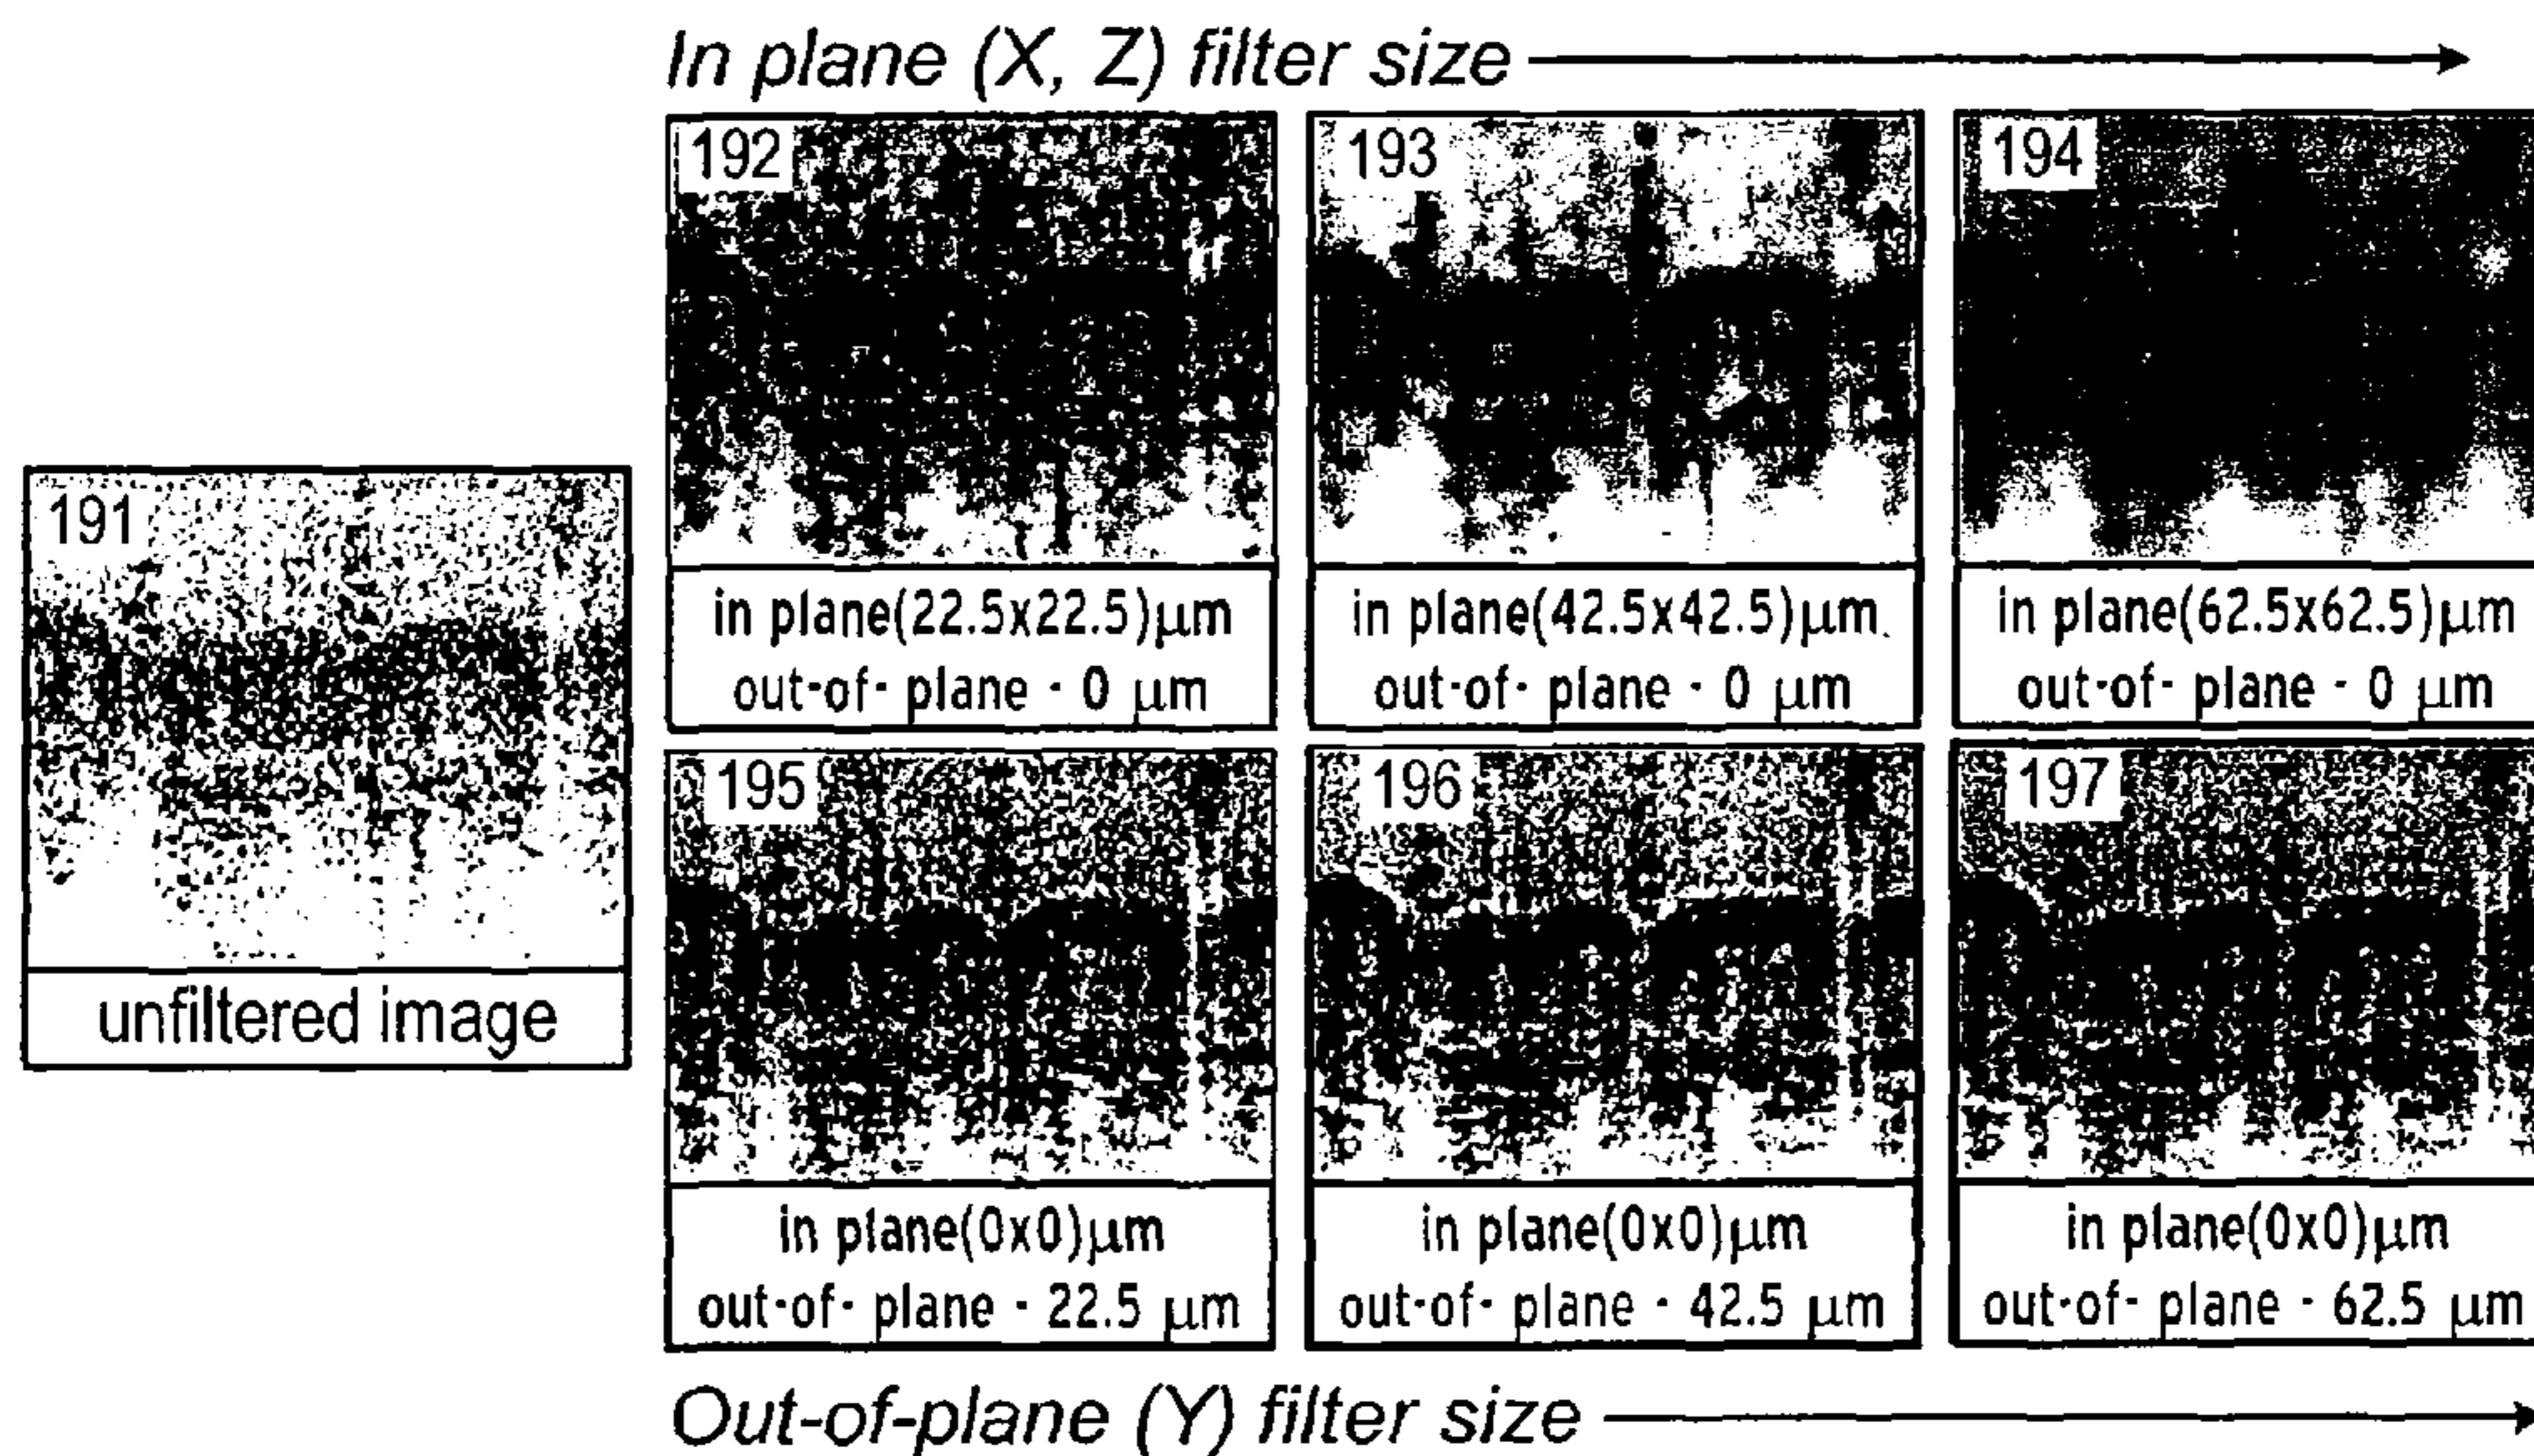 In plane (X, Z) filter size
192
193
194
in plane(22.5x22.5)μm
out-of- plane - 0 μm
in plane(42.5x42.5)μm
out-of- plane - 0 μm
in plane(62.5x62.5)μm
out-of- plane - 0 μm
191
unfiltered image
195
196
197
in plane(0x0)μm
out-of- plane - 22.5 μm
in plane(0x0)μm
out-of- plane - 42.5 μm
in plane(0x0)μm
out-of- plane - 62.5 μm
Out-of-plane (Y) filter size